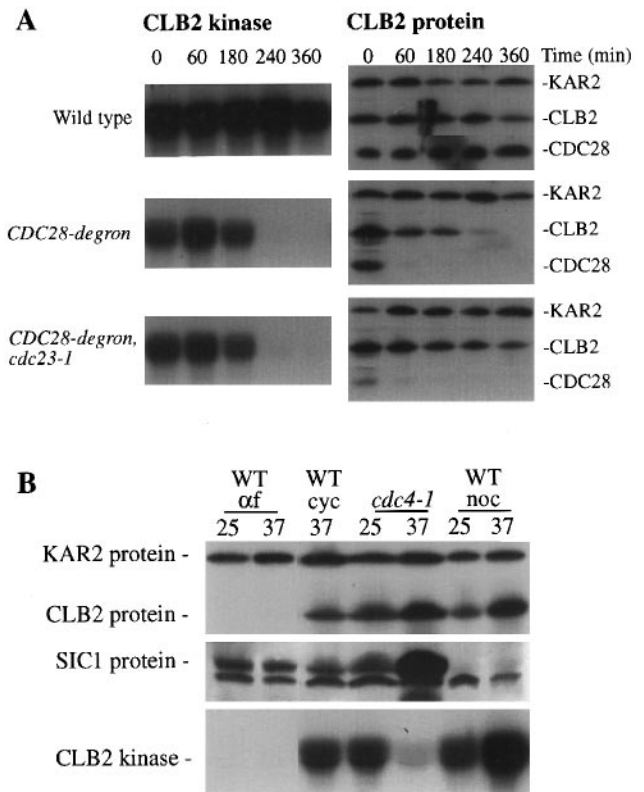 A
CLB2 kinase
CLB2 protein
0 60 180 240 360
0 60 180 240 360 Time (min)
Wild type
-KAR2
-CLB2
-CDC28
CDC28-degron
-KAR2
-CLB2
-CDC28
CDC28-degron,
cdc23-1
-KAR2
-CLB2
-CDC28
B
WT
αf
WT
cyc
cdc4-1
WT
noc
25 37 37 25 37 25 37
KAR2 protein -
CLB2 protein -
SIC1 protein -
CLB2 kinase -